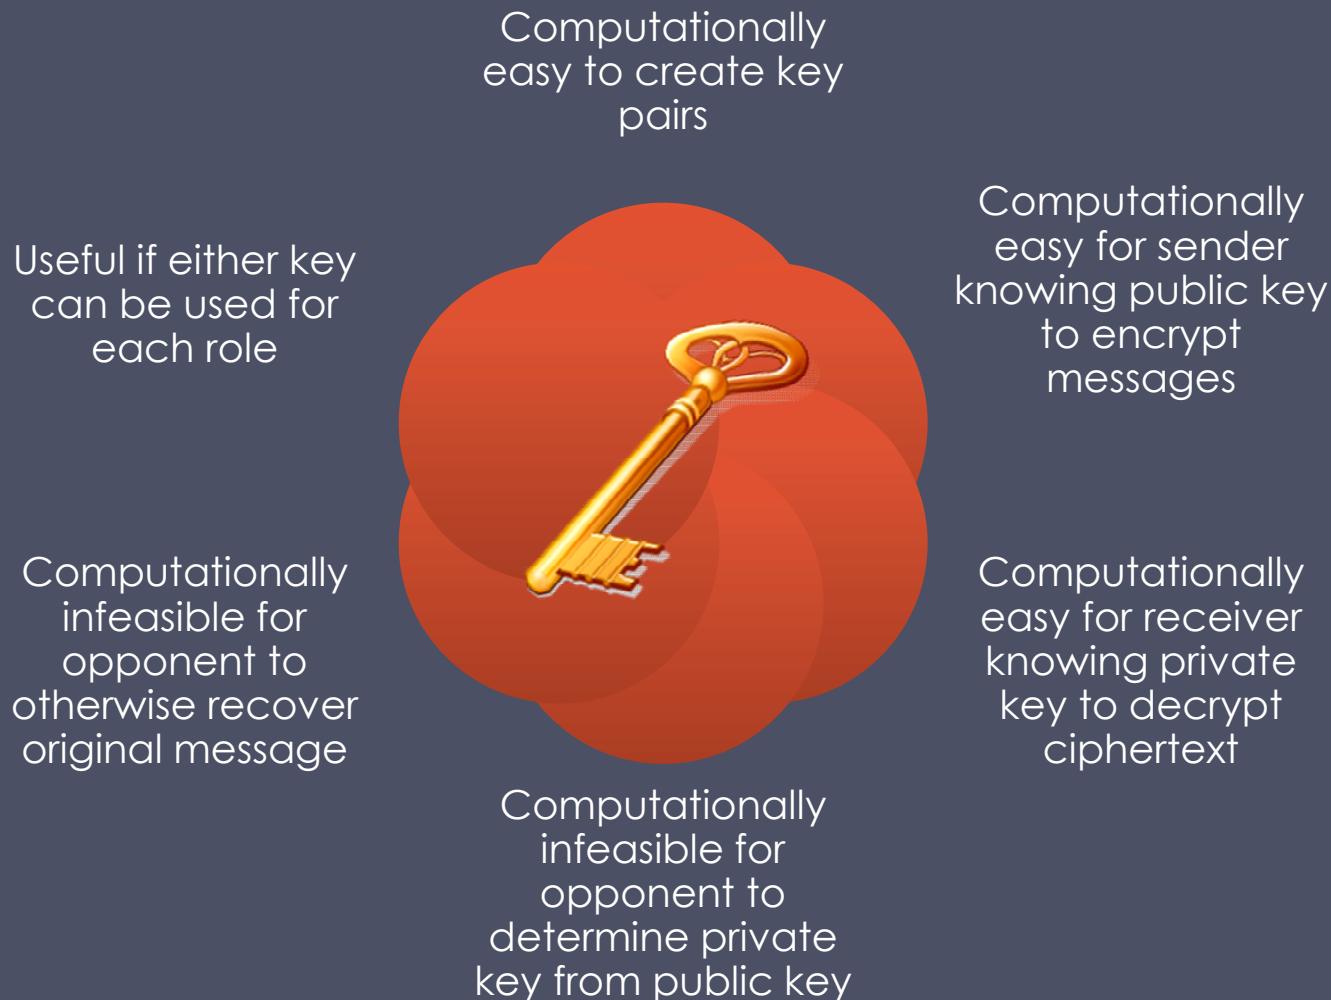 Computationally
easy to create key
pairs
Computationally
easy for sender
knowing public key
to encrypt
messages
Computationally
easy for receiver
knowing private
key to decrypt
ciphertext
Computationally
infeasible for
opponent to
determine private
key from public key
Computationally
infeasible for
opponent to
otherwise recover
original message
Useful if either key
can be used for
each role